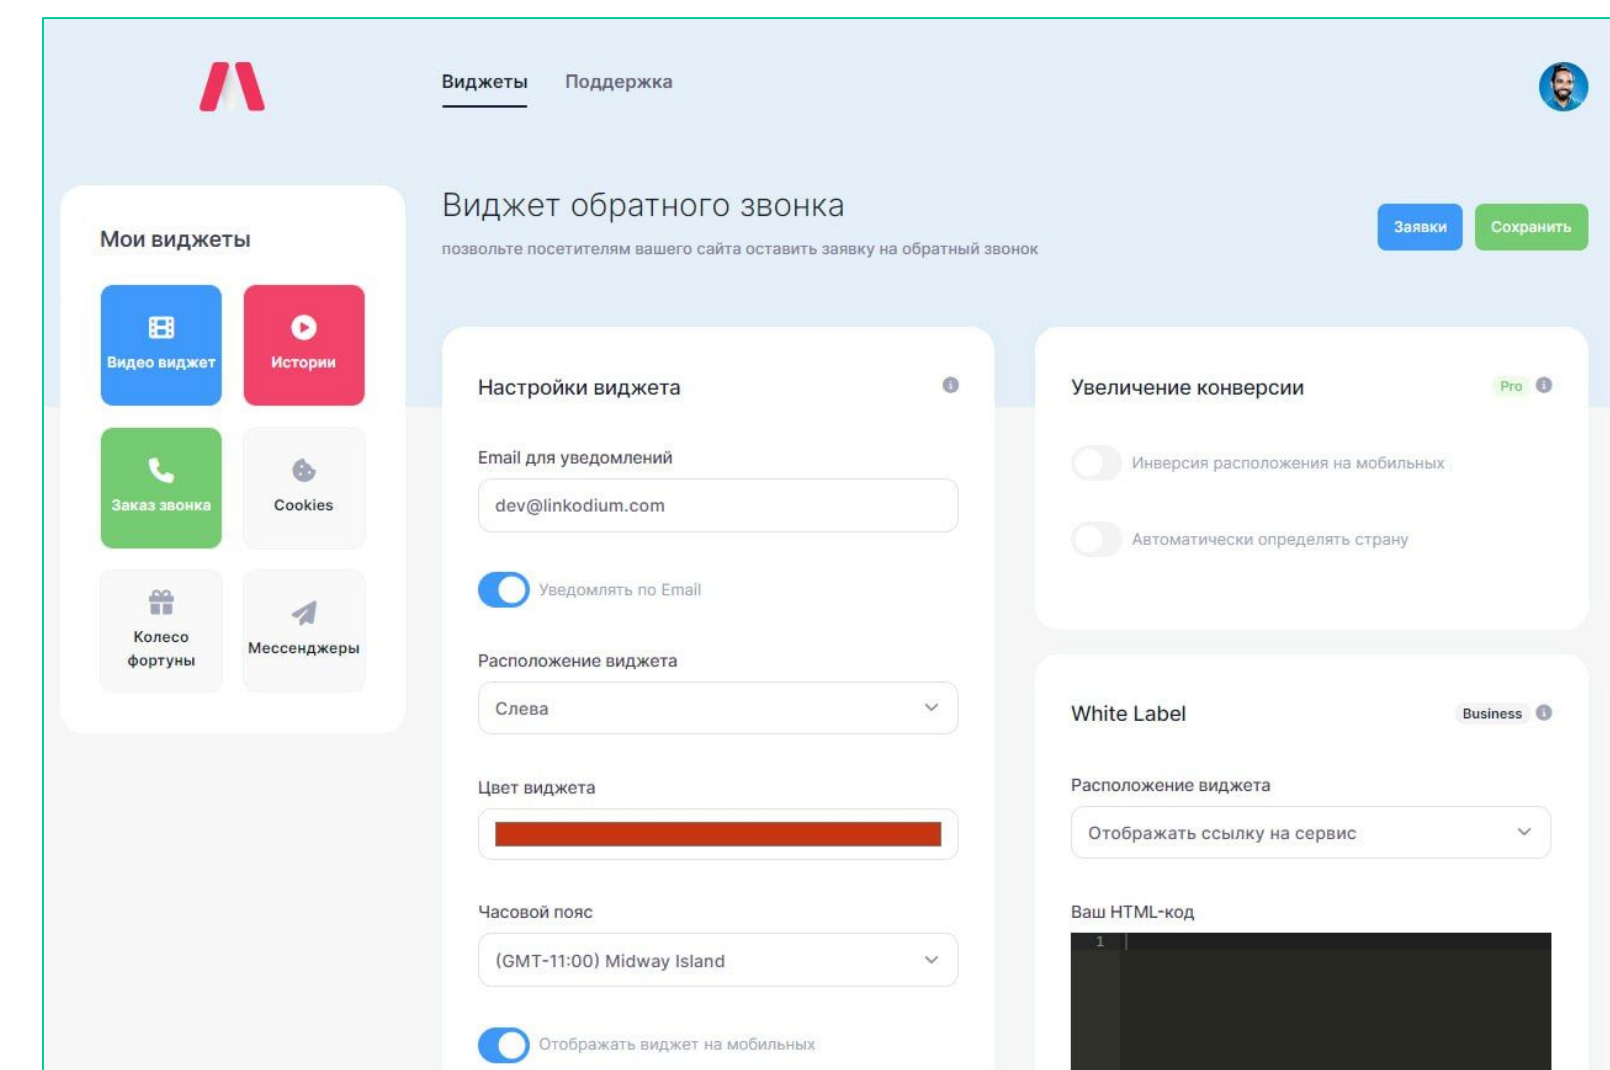 Виджеты
Поддержка
Мои виджеты
Видео виджет
Истории
Заказ звонка
Cookies
Колесо
фортуны
Мессенджеры
Виджет обратного звонка
позвольте посетителям вашего сайта оставить заявку на обратный звонок
Заявки
Сохранить
Настройки виджета
Email для уведомлений
dev@linkodium.com
Уведомлять по Email
Расположение виджета
Слева
Цвет виджета
Часовой пояс
(GMT-11:00) Midway Island
Отображать виджет на мобильных
Увеличение конверсии
Pro
Инверсия расположения на мобильных
Автоматически определять страну
White Label
Business
Расположение виджета
Отображать ссылку на сервис
Ваш HTML-код
1